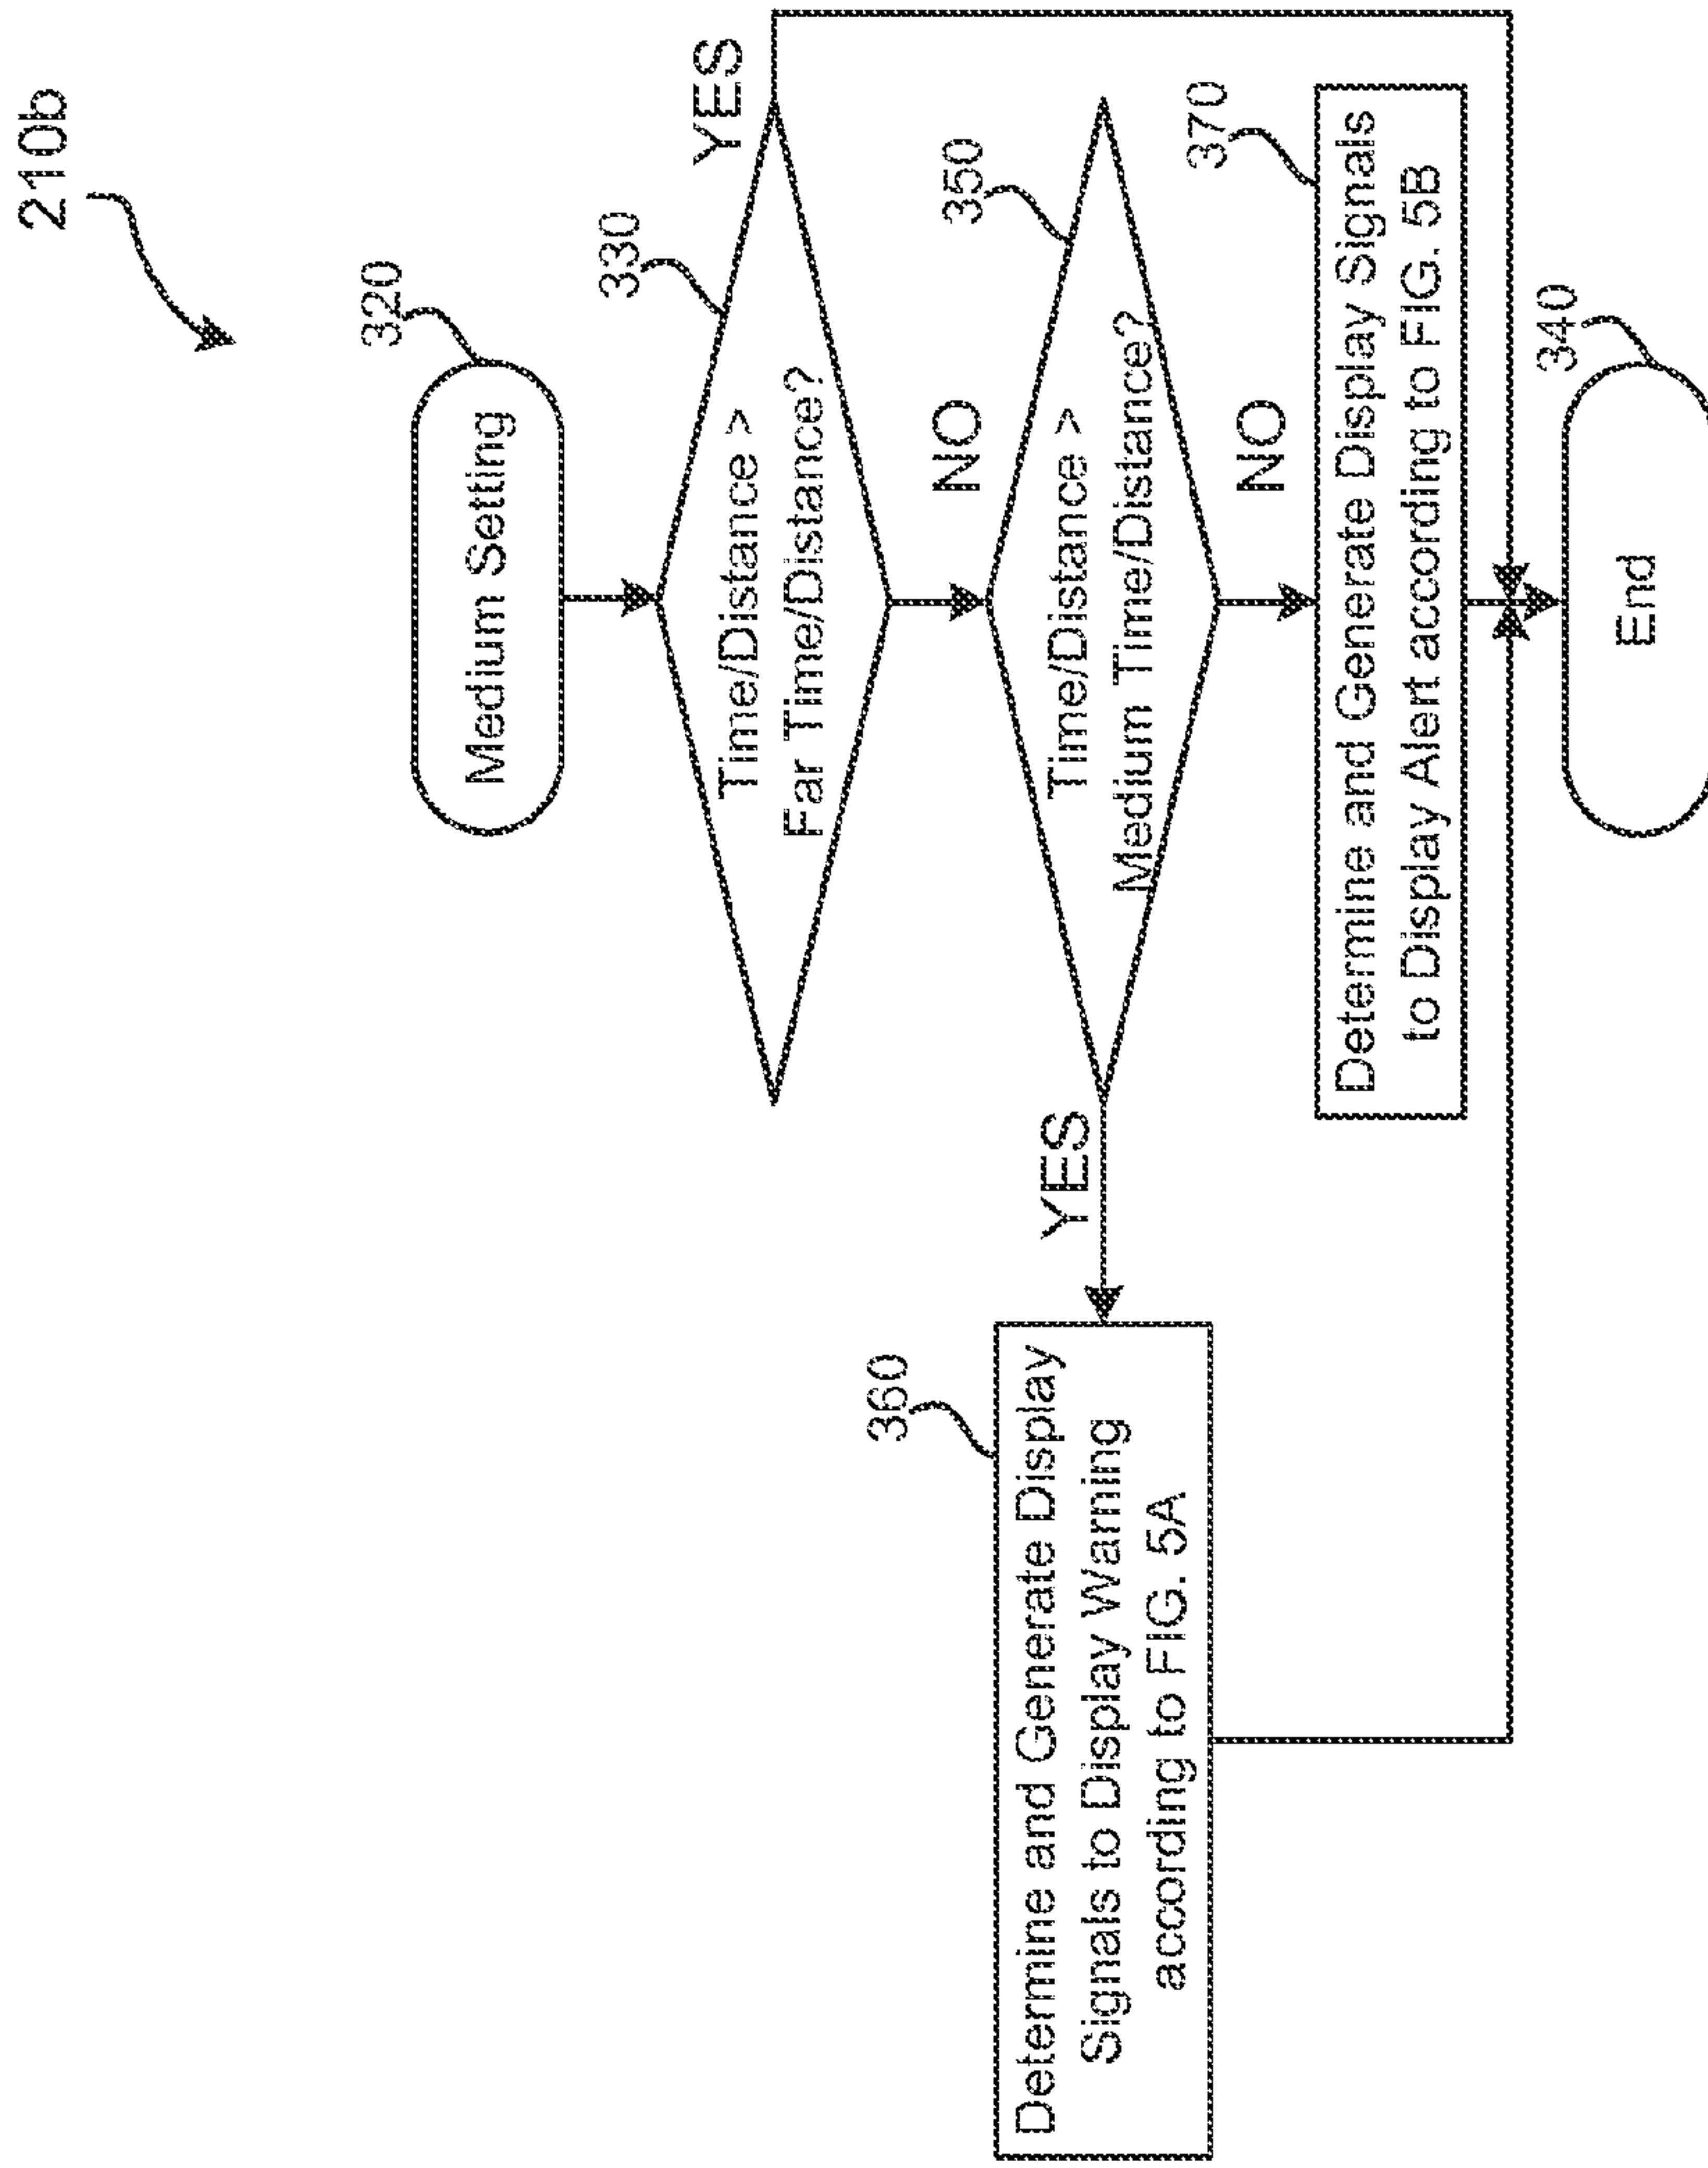 210b
320
Medium Setting
330
Time/Distance >
Far Time/Distance?
YES
NO
350
Time/Distance >
Medium Time/Distance?
YES
NO
360
Determine and Generate Display
Signals to Display Warning
according to FIG. 5A
370
Determine and Generate Display Signals
to Display Alert according to FIG. 5B
340
End